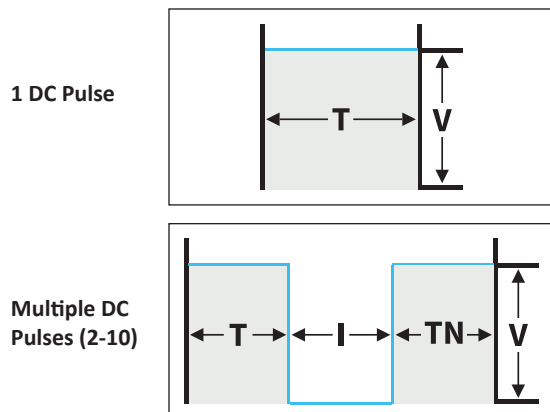 1 DC Pulse
T
V
Multiple DC
Pulses (2-10)
T
I
TN
V